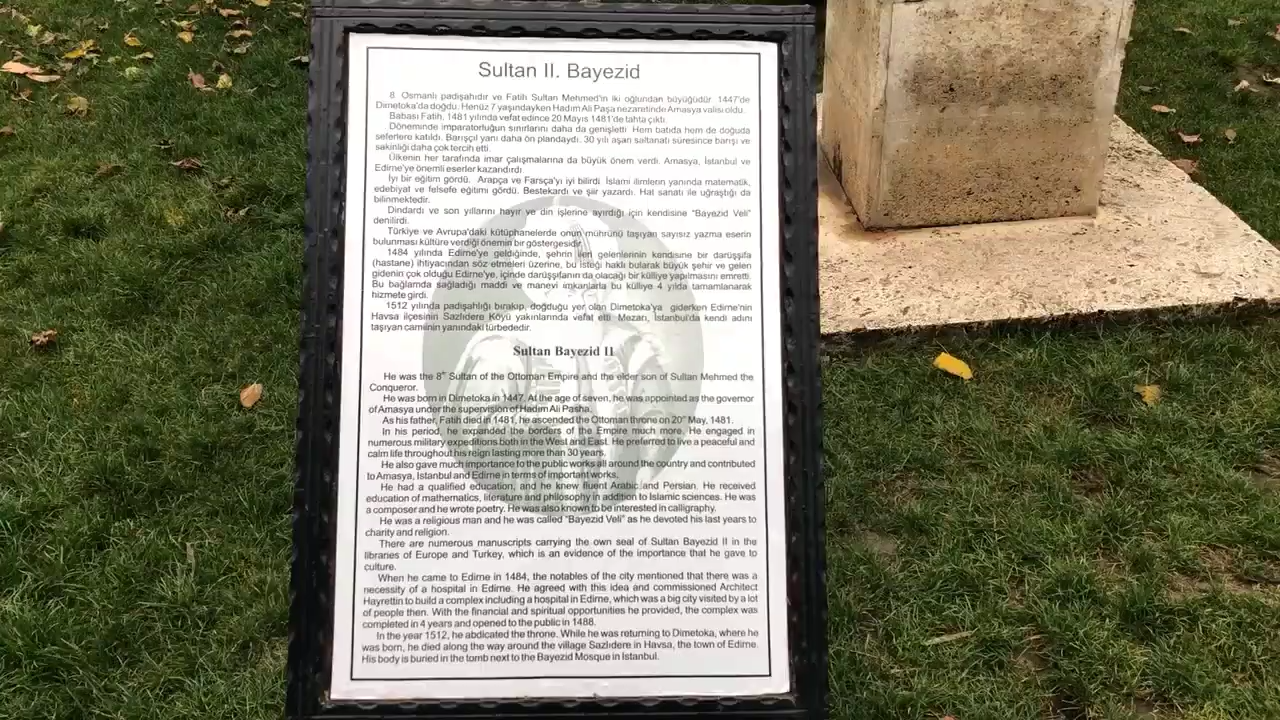 Sultan II. Bayezid
8 Osmanlı padişahıdır ve Fatih Sultan Mehmed'in iki oğlundan büyüğüdür 1447'de
Dimetoka'da doğdu. Henüz 7 yaşındayken Hadım Ali Paşa nezaretinde Amasya valisi oldu.
Babası Fatih, 1481 yılında vefat edince 20 Mayıs 1481'de tahta çıktı.
Döneminde imparatorluğun sınırlarını daha da genişletti Hem batıda hem de doğuda
seferlere katıldı. Barışçıl yanı daha ön plandaydı. 30 yılı aşan saltanatı süresince barışı ve
sakinliği daha çok tercih etti.
Ülkenin her tarafında imar çalışmalarına da büyük önem verdi. Amasya, İstanbul ve
Edirne'ye önemli eserler kazandırdı.
İyi bir eğitim gördü. Arapça ve Farsça'yı iyi bilirdi İslami ilimlerin yanında matematik,
edebiyat ve felsefe eğitimi gördü. Bestekardı ve şiir yazardı. Hat sanatı ile uğraştığı da
bilinmektedir.
Dindardı ve son yıllarını hayır ve din işlerine ayırdığı için kendisine "Bayezid Veli"
denilirdi.
Türkiye ve Avrupa'daki kütüphanelerde onun mührünü taşıyan sayısız yazma eserin
bulunması kültüre verdiği önemin bir göstergesidir.
1484 yılında Edirne'ye geldiğinde, şehrin ileri gelenlerinin kendisine bir darüşşifa
(hastane) ihtiyacından söz etmeleri üzerine, bu isteği haklı bularak büyük şehir ve gelen
gidenin çok olduğu Edirne'ye, içinde darüşşifanın da olacağı bir külliye yapılmasını emretti.
Bu bağlamda sağladığı maddi ve manevi imkanlarla bu külliye 4 yılda tamamlanarak
hizmete girdi.
1512 yılında padişahlığı bırakıp, doğduğu yer olan Dimetoka'ya giderken Edirne'nin
Havsa ilçesinin Sazlıdere Köyü yakınlarında vefat etti. Mezarı, İstanbul'da kendi adını
taşıyan camiinin yanındaki türbededir.
Sultan Bayezid II
He was the 8th Sultan of the Ottoman Empire and the elder son of Sultan Mehmed the
Conqueror.
He was born in Dimetoka in 1447. At the age of seven, he was appointed as the governor
of Amasya under the supervision of Hadım Ali Pasha.
As his father, Fatih died in 1481, he ascended the Ottoman throne on 20th May, 1481.
In his period, he expanded the borders of the Empire much more. He engaged in
numerous military expeditions both in the West and East. He preferred to live a peaceful and
calm life throughout his reign lasting more than 30 years.
He also gave much importance to the public works all around the country and contributed
to Amasya, İstanbul and Edirne in terms of important works.
He had a qualified education, and he knew fluent Arabic and Persian. He received
education of mathematics, literature and philosophy in addition to Islamic sciences. He was
a composer and he wrote poetry. He was also known to be interested in calligraphy.
He was a religious man and he was called "Bayezid Veli" as he devoted his last years to
charity and religion.
There are numerous manuscripts carrying the own seal of Sultan Bayezid II in the
libraries of Europe and Turkey, which is an evidence of the importance that he gave to
culture.
When he came to Edirne in 1484, the notables of the city mentioned that there was a
necessity of a hospital in Edirne. He agreed with this idea and commissioned Architect
Hayrettin to build a complex including a hospital in Edirne, which was a big city visited by a lot
of people then. With the financial and spiritual opportunities he provided, the complex was
completed in 4 years and opened to the public in 1488.
In the year 1512, he abdicated the throne. While he was returning to Dimetoka, where he
was born, he died along the way around the village Sazlıdere in Havsa, the town of Edirne.
His body is buried in the tomb next to the Bayezid Mosque in İstanbul.